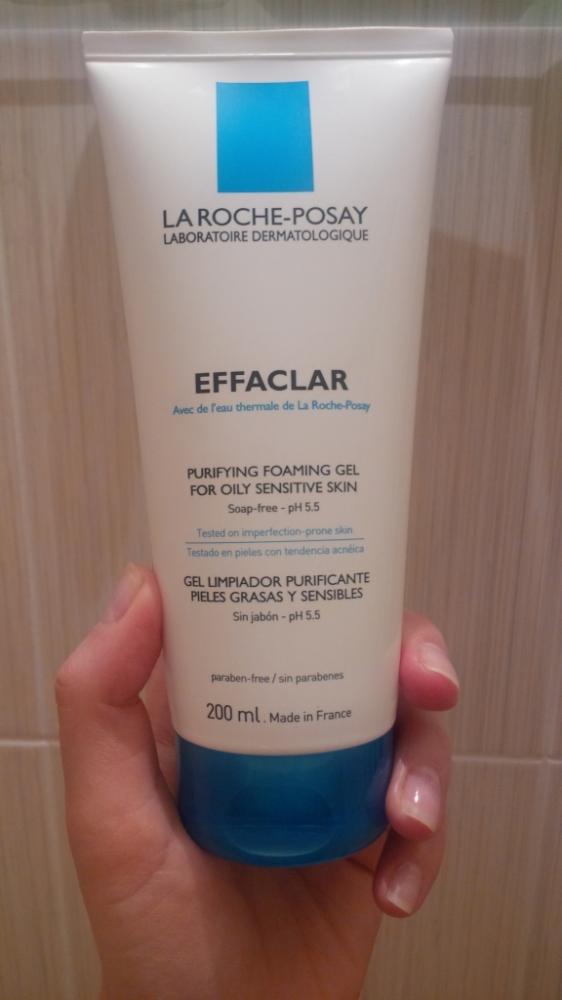 LA ROCHE-POSAY
LABORATOIRE DERMATOLOGIQUE
EFFACLAR
Avec de l'eau thermale de La Roche-Posay
PURIFYING FOAMING GEL
FOR OILY SENSITIVE SKIN
Soap-free - pH 5.5
Tested on imperfection-prone skin
Testado en pieles con tendencia acnéica
GEL LIMPIADOR PURIFICANTE
PIELES GRASAS Y SENSIBLES
Sin jabón - pH 5.5
paraben-free / sin parabenes
200 ml. Made in France